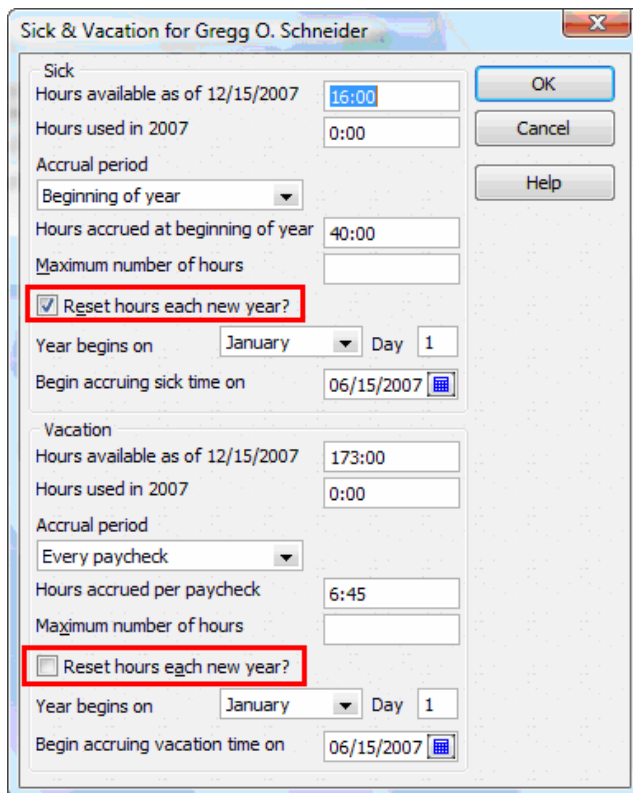 Sick & Vacation for Gregg O. Schneider
Sick
Hours available as of 12/15/2007 16:00
Hours used in 2007 0:00
Accrual period
Beginning of year
Hours accrued at beginning of year 40:00
Maximum number of hours
Reset hours each new year?
Year begins on January Day 1
Begin accruing sick time on 06/15/2007
OK
Cancel
Help
Vacation
Hours available as of 12/15/2007 173:00
Hours used in 2007 0:00
Accrual period
Every paycheck
Hours accrued per paycheck 6:45
Maximum number of hours
Reset hours each new year?
Year begins on January Day 1
Begin accruing vacation time on 06/15/2007